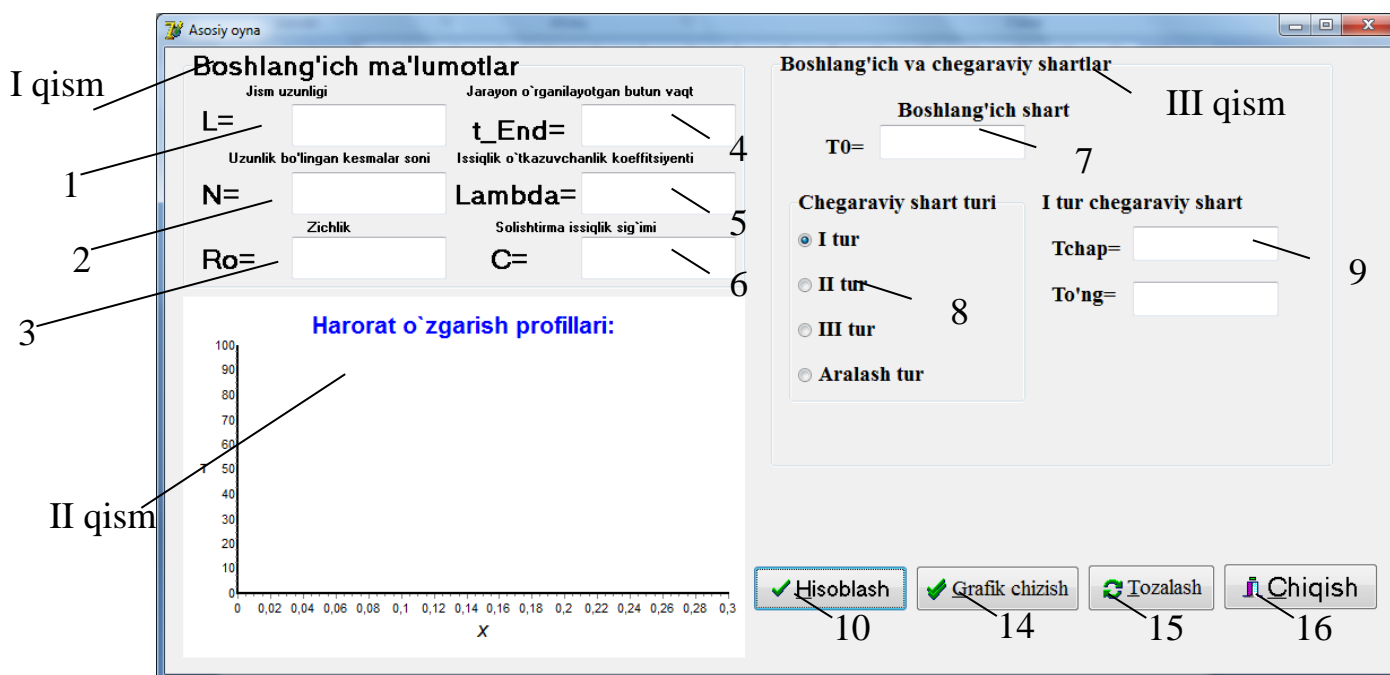 Asosiy oyna
I qism
Boshlang'ich ma'lumotlar
Jism uzunligi
Jarayon o`rganilayotgan butun vaqt
L=
t_End=
1
4
Uzunlik bo'lingan kesmalar soni
Issiqlik o`tkazuvchanlik koeffitsiyenti
N=
Lambda=
2
5
Zichlik
Solishtirma issiqlik sig`imi
Ro=
C=
3
6
Harorat o`zgarish profillari:
T
100
90
80
70
60
50
40
30
20
10
0
0 0,02 0,04 0,06 0,08 0,1 0,12 0,14 0,16 0,18 0,2 0,22 0,24 0,26 0,28 0,3
X
II qism
Boshlang'ich va chegaraviy shartlar
III qism
Boshlang'ich shart
T0=
7
Chegaraviy shart turi
I tur
II tur
III tur
Aralash tur
8
I tur chegaraviy shart
Tchap=
To'ng=
9
Hisoblash
Grafik chizish
Tozalash
Chiqish
10
14
15
16